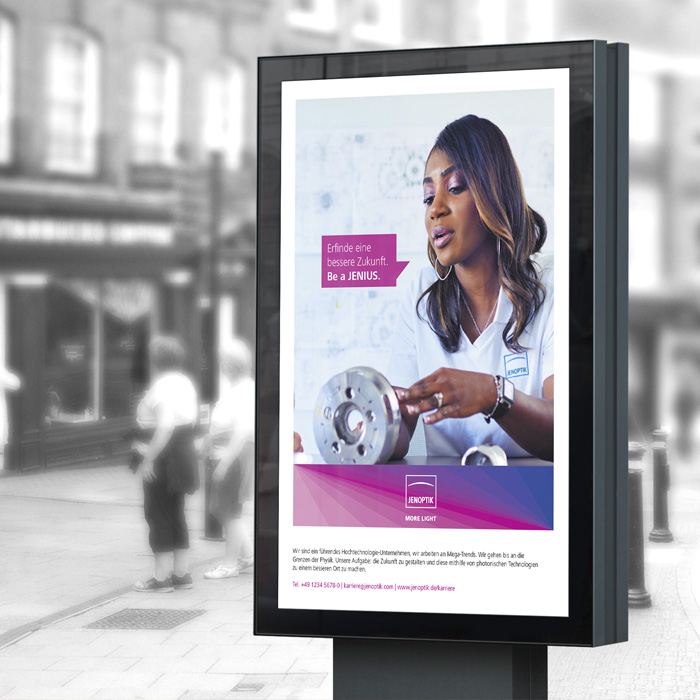 Erfinde eine
bessere Zukunft.
Be a JENIUS.
JENOPTIK
JENOPTIK
MORE LIGHT
Wir sind ein führendes Hochtechnologie-Unternehmen, wir arbeiten an Mega-Trends. Wir gehen bis an die
Grenzen der Physik. Unsere Aufgabe: die Zukunft zu gestalten und diese mithilfe von photonischen Technologien
zu einem besseren Ort zu machen.
Tel. +49 1234 5678-0 | karriere@jenoptik.com | www.jenoptik.de/karriere